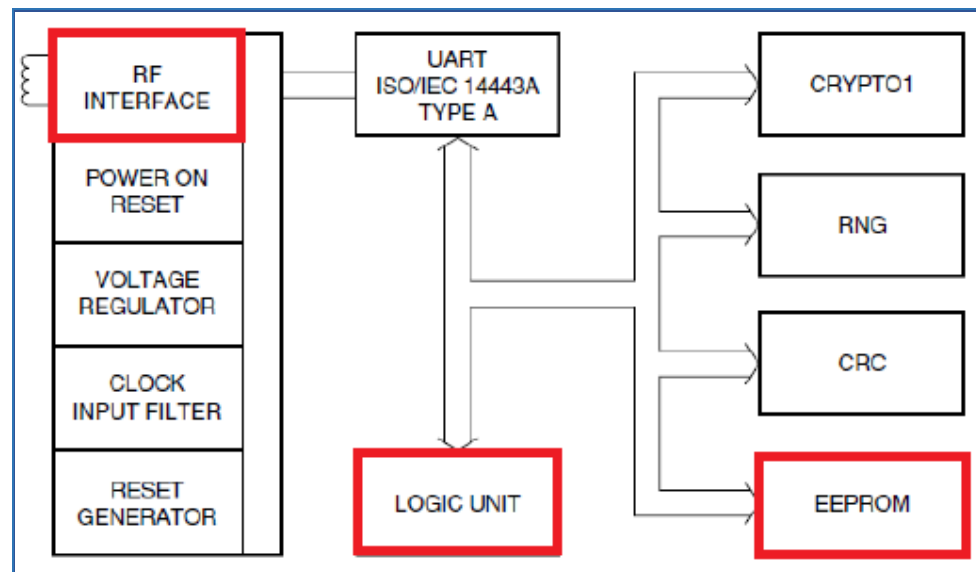 RF
INTERFACE
POWER ON
RESET
VOLTAGE
REGULATOR
CLOCK
INPUT FILTER
RESET
GENERATOR
UART
ISO/IEC 14443A
TYPE A
LOGIC UNIT
CRYPTO1
RNG
CRC
EEPROM